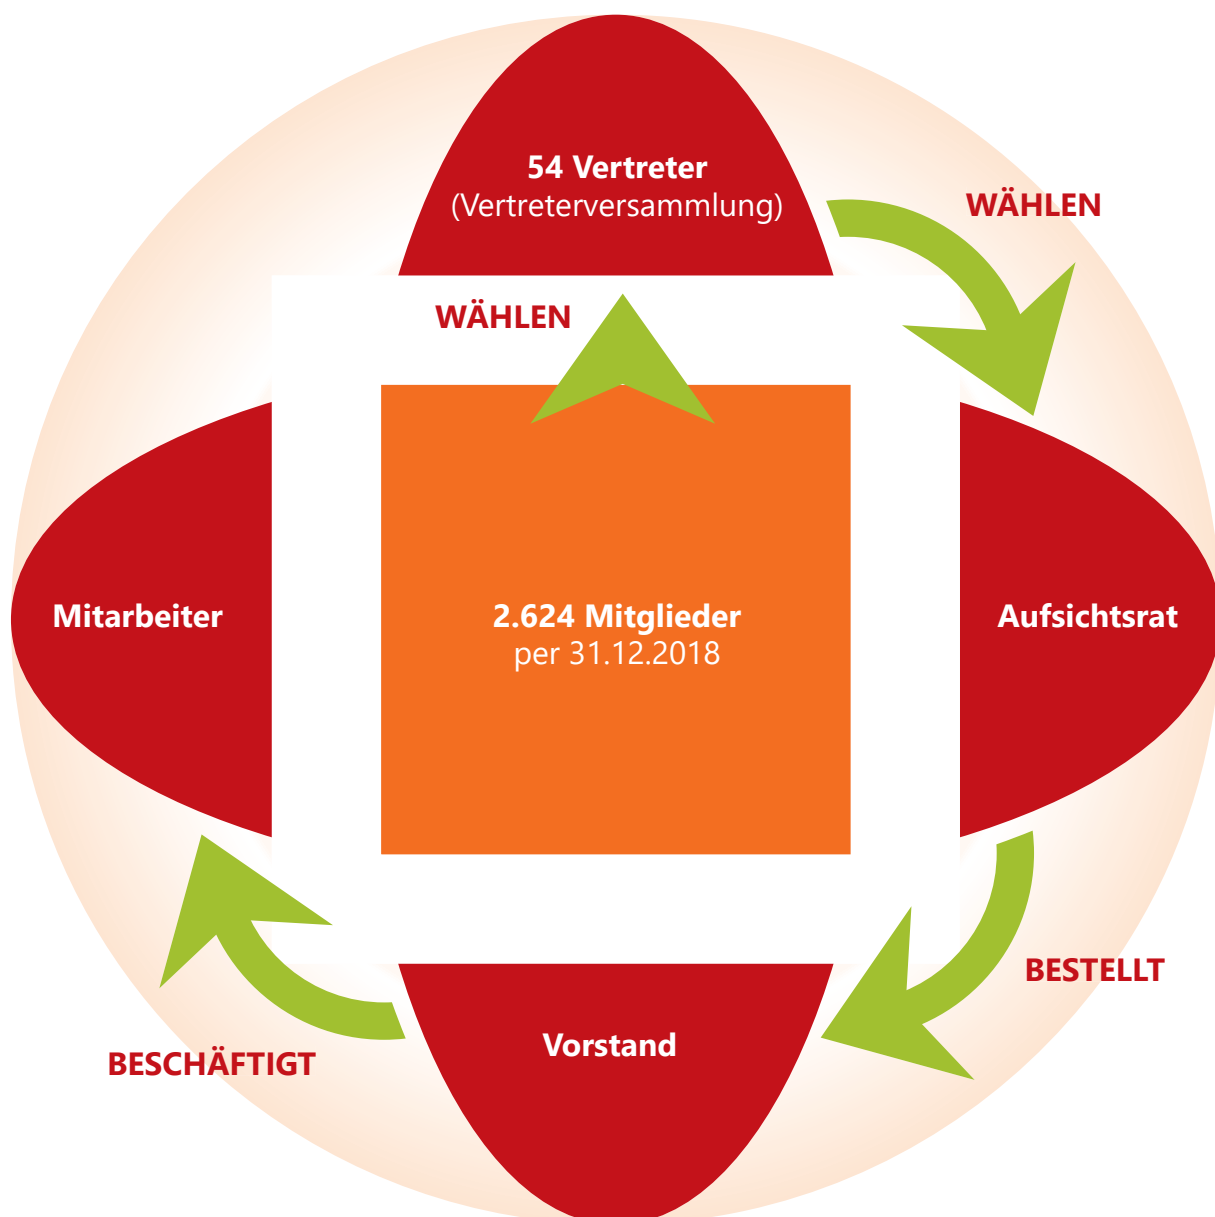 54 Vertreter
(Vertreterversammlung)
WÄHLEN
WÄHLEN
Mitarbeiter
2.624 Mitglieder
per 31.12.2018
Aufsichtsrat
BESTELLT
Vorstand
BESCHÄFTIGT